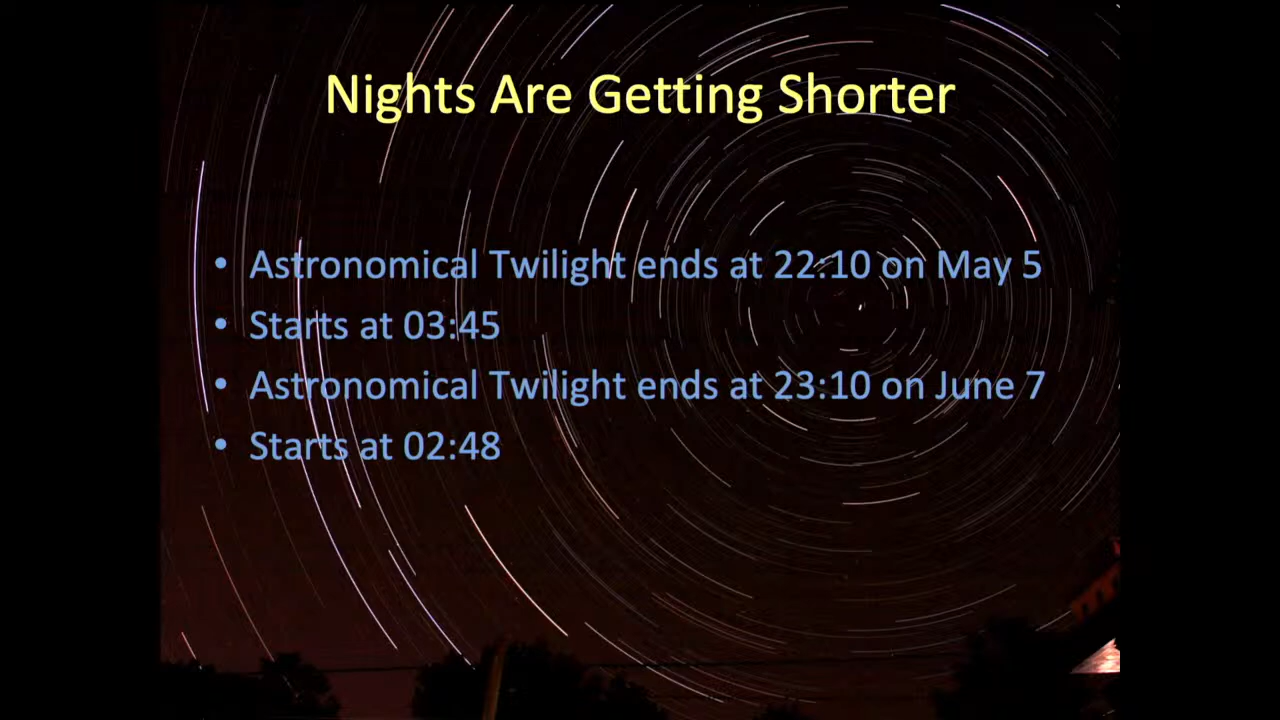 Nights Are Getting Shorter
• Astronomical Twilight ends at 22:10 on May 5
• Starts at 03:45
• Astronomical Twilight ends at 23:10 on June 7
• Starts at 02:48